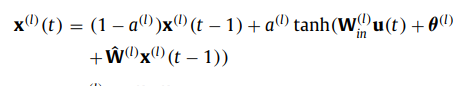 x⁽ˡ⁾(t) = (1 − a⁽ˡ⁾)x⁽ˡ⁾(t − 1) + a⁽ˡ⁾ tanh(W_in⁽ˡ⁾u(t) + θ⁽ˡ⁾
+Ŵ⁽ˡ⁾x⁽ˡ⁾(t − 1))